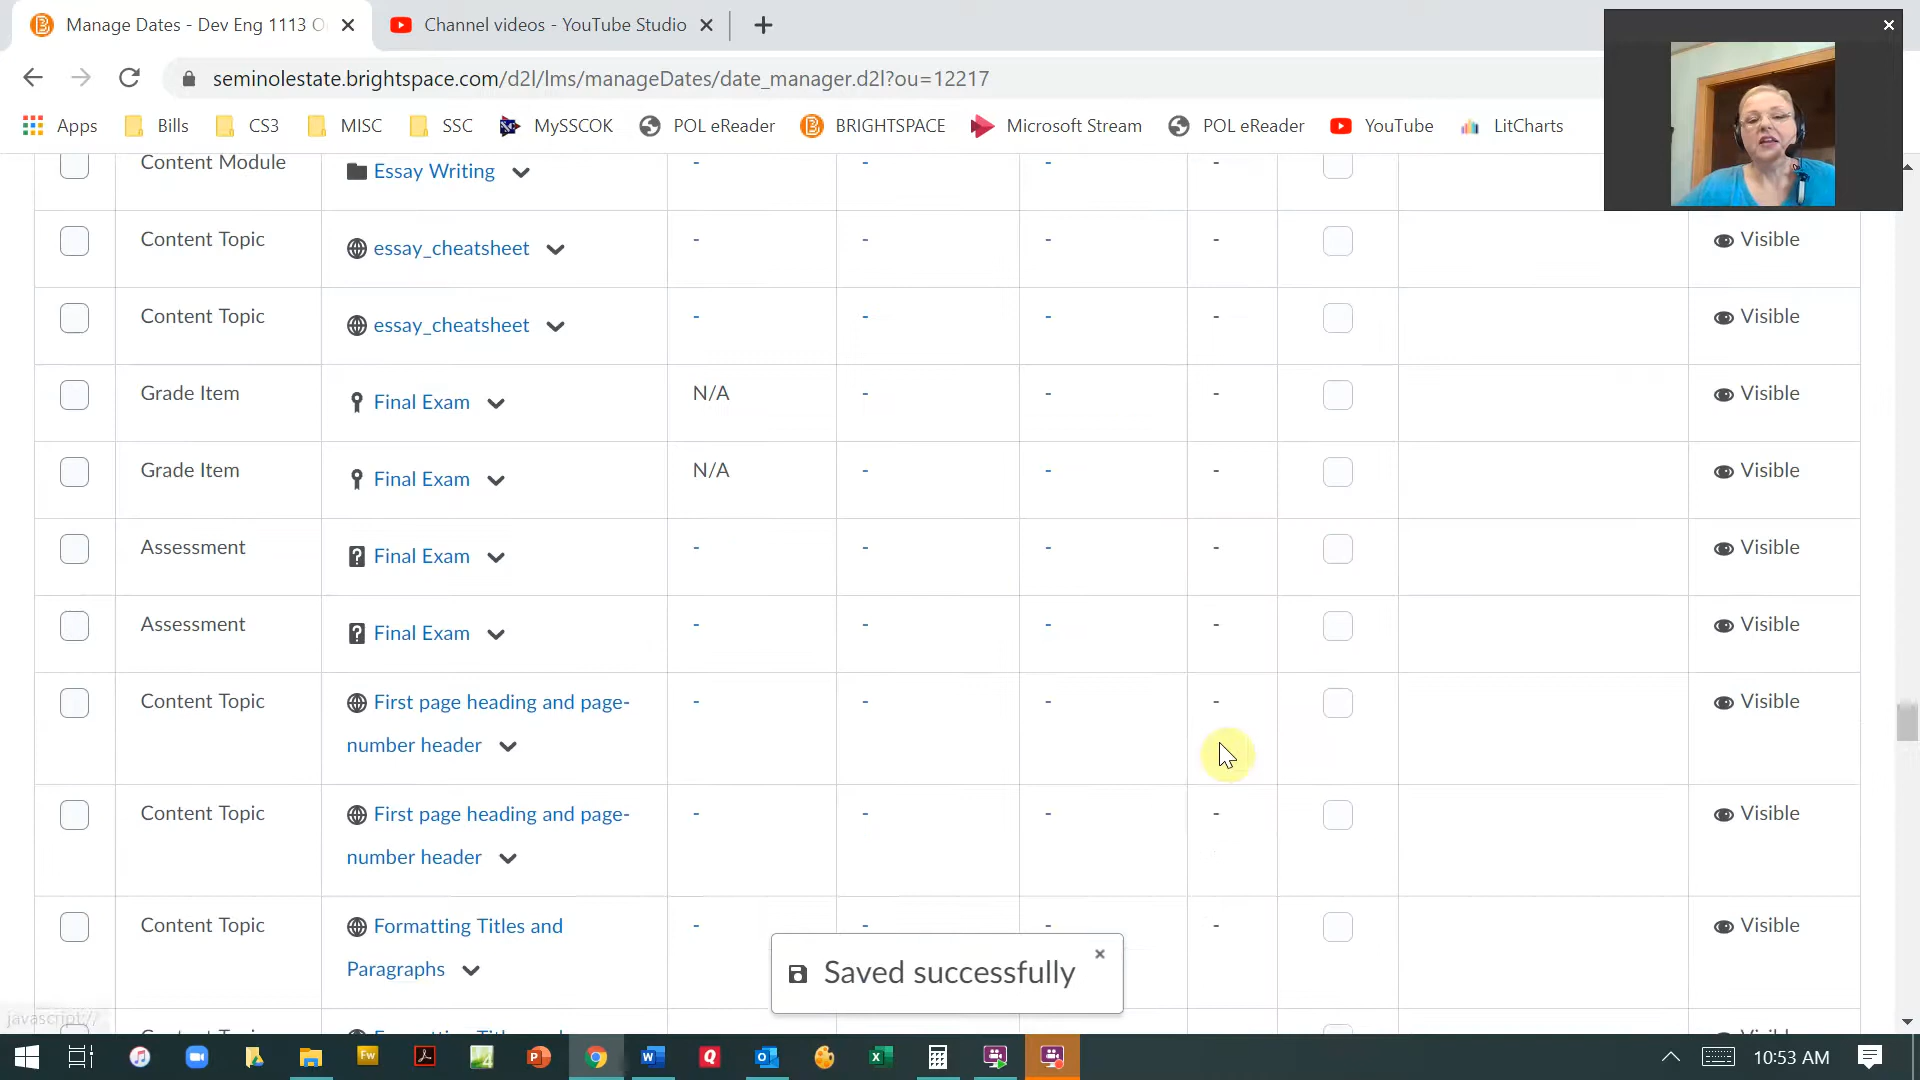 Manage Dates - Dev Eng 1113 O
Channel videos - YouTube Studio
seminolestate.brightspace.com/d2l/lms/manageDates/date_manager.d2l?ou=12217
Apps Bills CS3 MISC SSC MySSCOK POL eReader BRIGHTSPACE Microsoft Stream POL eReader YouTube LitCharts
Content Module Essay Writing - - - -
Content Topic essay_cheatsheet - - - - Visible
Content Topic essay_cheatsheet - - - - Visible
Grade Item Final Exam N/A - - - Visible
Grade Item Final Exam N/A - - - Visible
Assessment Final Exam - - - - Visible
Assessment Final Exam - - - - Visible
Content Topic First page heading and page- - - - - Visible
number header
Content Topic First page heading and page- - - - - Visible
number header
Content Topic Formatting Titles and - - - - Visible
Paragraphs
Saved successfully
javascript://
10:53 AM